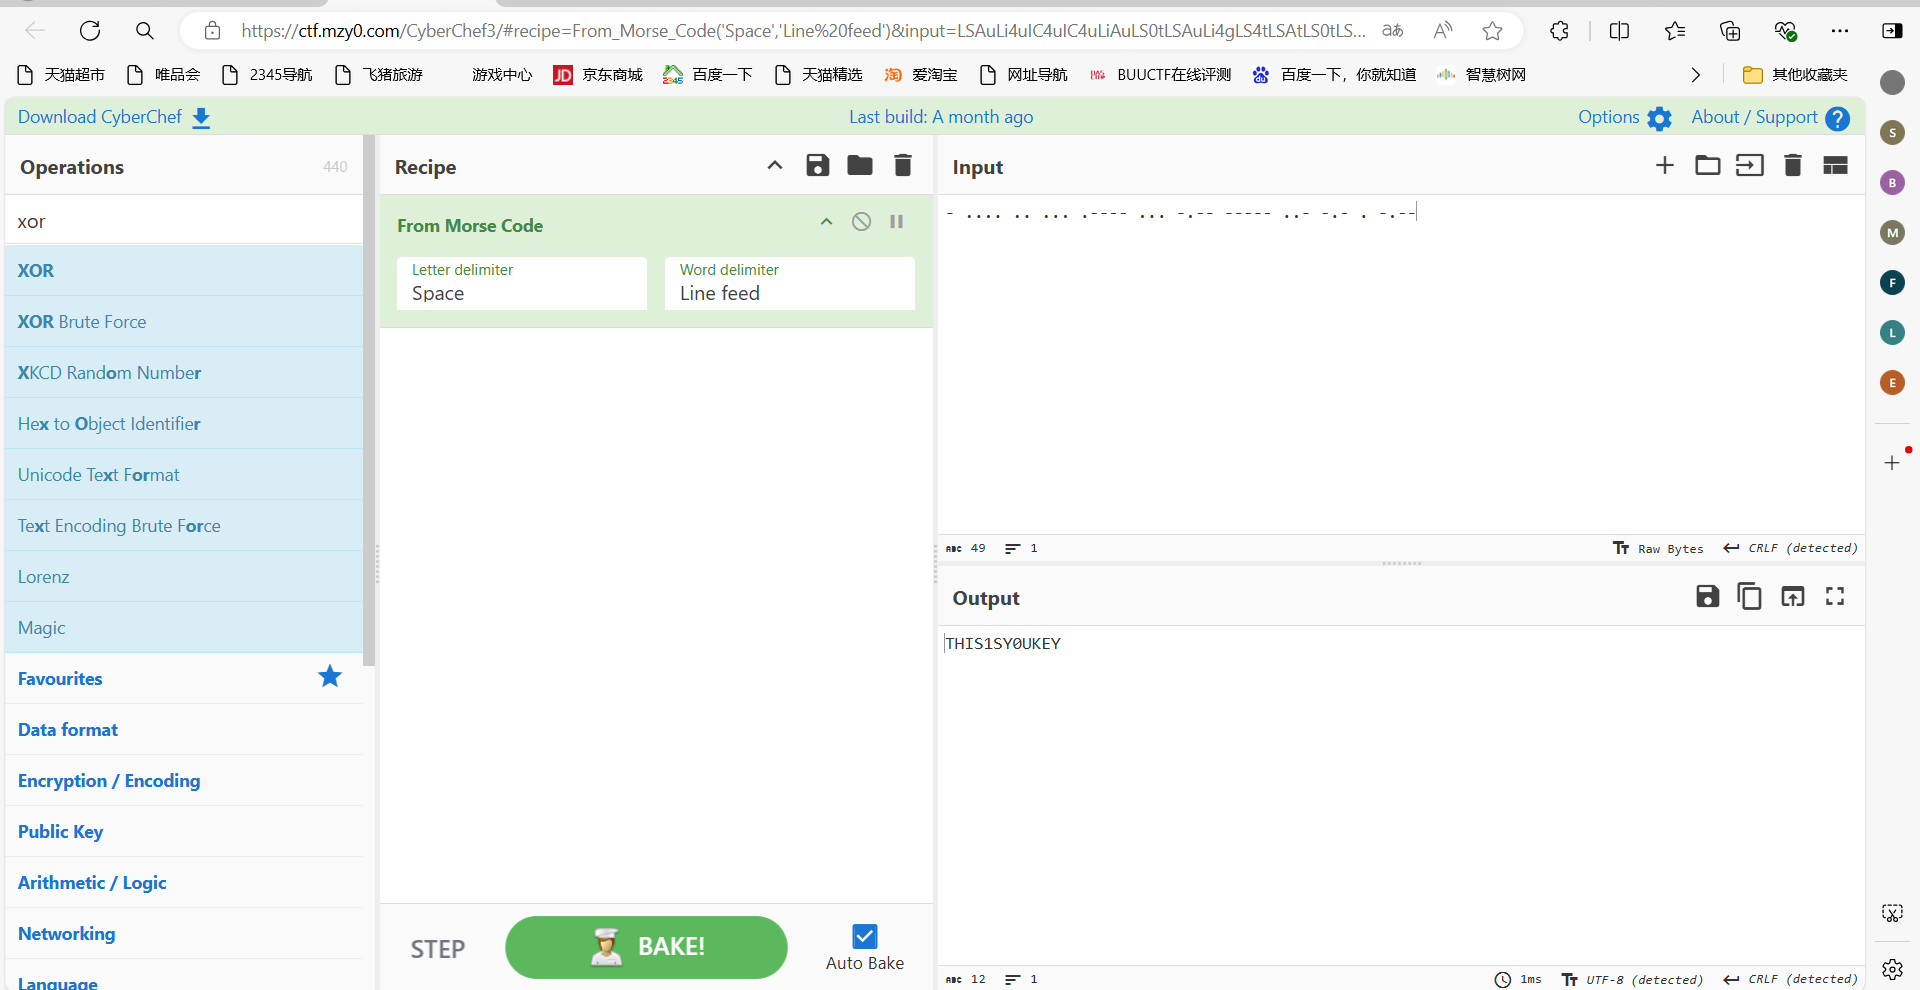 https://ctf.mzy0.com/CyberChef3/#recipe=From_Morse_Code('Space','Line%20feed')&input=LSAuLi4uIC4uIC4uLiAuLS0tLSAuLi4gLS4tLSAtLS0tLS...
天猫超市 唯品会 2345导航 飞猪旅游 游戏中心 JD 京东商城 2345 百度一下 天猫精选 淘 爱淘宝 网址导航 BUUCTF在线评测 百度一下，你就知道 智慧树网 其他收藏夹
Download CyberChef Last build: A month ago Options About / Support ?
Operations 440
xor
XOR
XOR Brute Force
XKCD Random Number
Hex to Object Identifier
Unicode Text Format
Text Encoding Brute Force
Lorenz
Magic
Favourites
Data format
Encryption / Encoding
Public Key
Arithmetic / Logic
Networking
Language
Recipe
From Morse Code
Letter delimiter
Space
Word delimiter
Line feed
STEP
BAKE!
Auto Bake
Input
- .... .. ... .---- ... -.-- ----- ..- -.- . -.--
ABC 49 1 Tт Raw Bytes CRLF (detected)
Output
THIS1SY0UKEY
ABC 12 1 1ms Tт UTF-8 (detected) CRLF (detected)
S
B
M
F
L
E